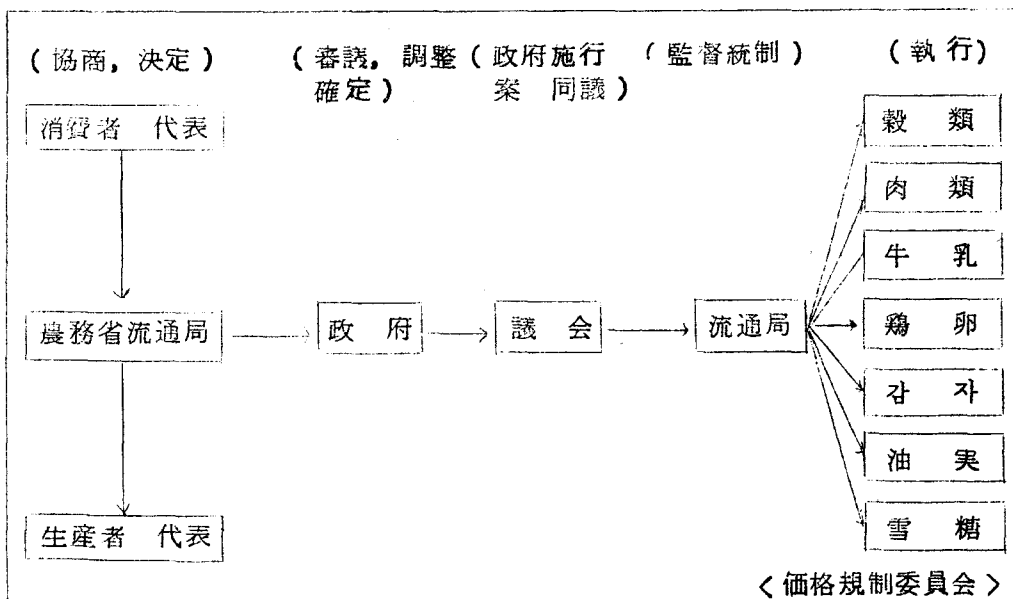 (協商, 決定) (審議, 調整 (政府施行 (監督統制) (執行)
確定) 案 同議)
消費者 代表
農務省流通局
生産者 代表
政 府
議 会
流通局
穀 類
肉 類
牛 乳
鶏 卵
감 자
油 実
雪 糖
<価格規制委員会>